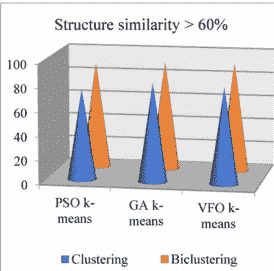 Structure similarity > 60%
100
80
60
40
20
0
PSO k-means
GA k-means
VFO k-means
Clustering
Biclustering